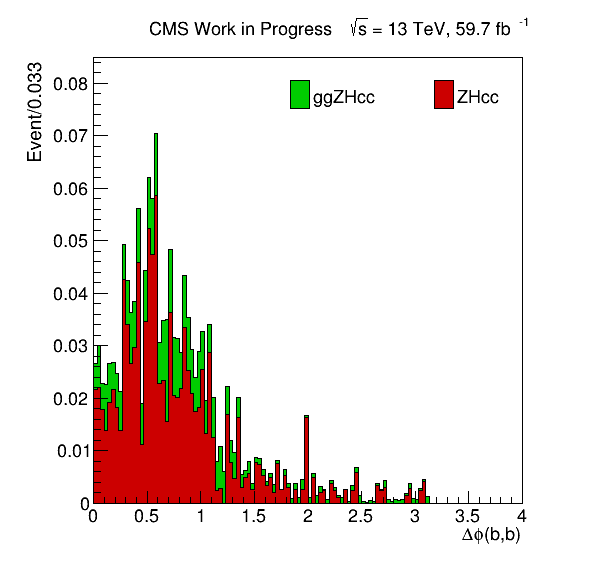 CMS Work in Progress √s = 13 TeV, 59.7 fb⁻¹
Event/0.033
ggZHcc ZHcc
0.08
0.07
0.06
0.05
0.04
0.03
0.02
0.01
0
0 0.5 1 1.5 2 2.5 3 3.5 4
Δϕ(b,b)